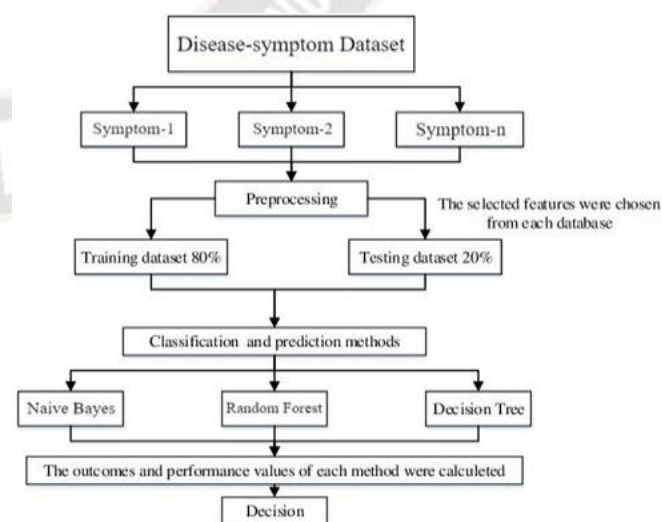 Disease-symptom Dataset
Symptom-1
Symptom-2
Symptom-n
Preprocessing
The selected features were chosen
from each database
Training dataset 80%
Testing dataset 20%
Classification and prediction methods
Naive Bayes
Random Forest
Decision Tree
The outcomes and performance values of each method were calculeted
Decision